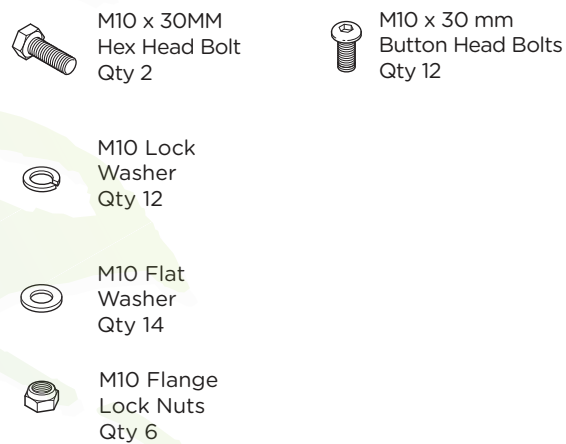 M10 x 30MM
Hex Head Bolt
Qty 2
M10 x 30 mm
Button Head Bolts
Qty 12
M10 Lock
Washer
Qty 12
M10 Flat
Washer
Qty 14
M10 Flange
Lock Nuts
Qty 6